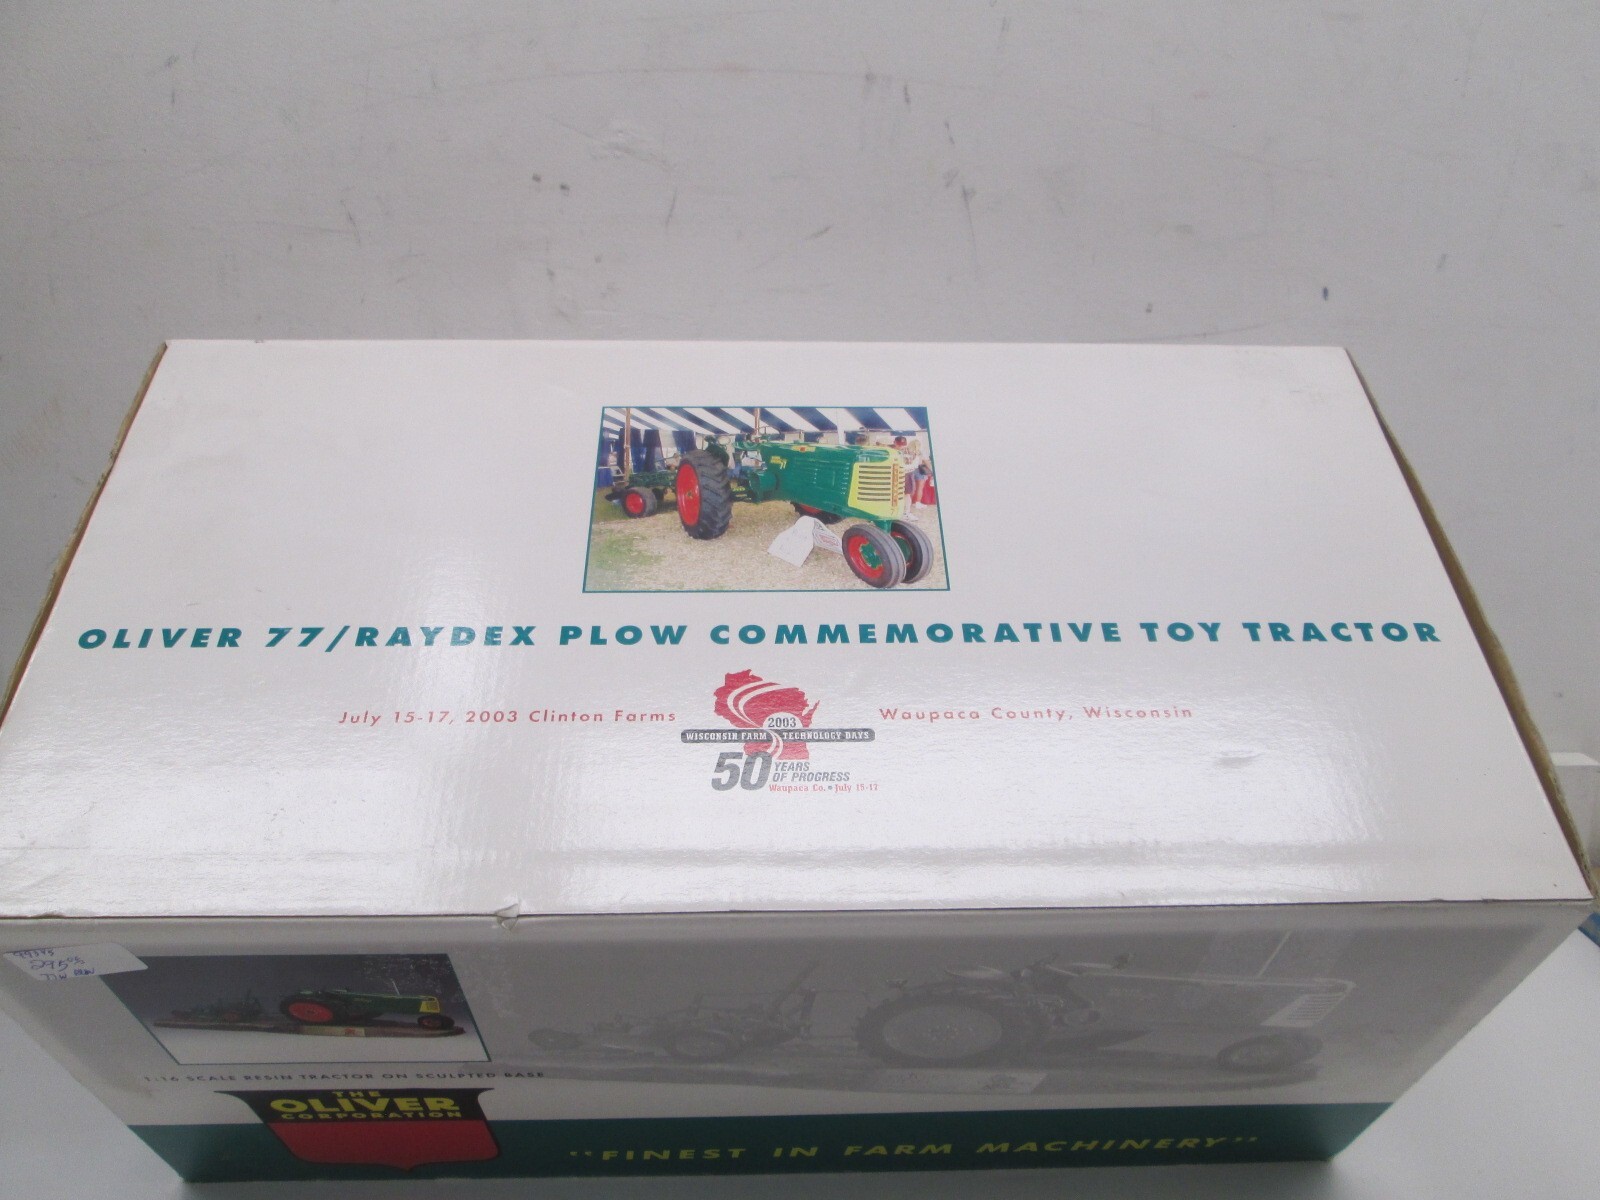 OLIVER 77/RAYDEX PLOW COMMEMORATIVE TOY TRACTOR
July 15-17, 2003 Clinton Farms
2003
WISCONSIN FARM TECHNOLOGY DAYS
50 YEARS
OF PROGRESS
Waupaca Co. • July 15-17
Waupaca County, Wisconsin
295
1:16 SCALE RESIN TRACTOR ON SCULPTED BASE
THE
OLIVER
CORPORATION
"FINEST IN FARM MACHINERY"